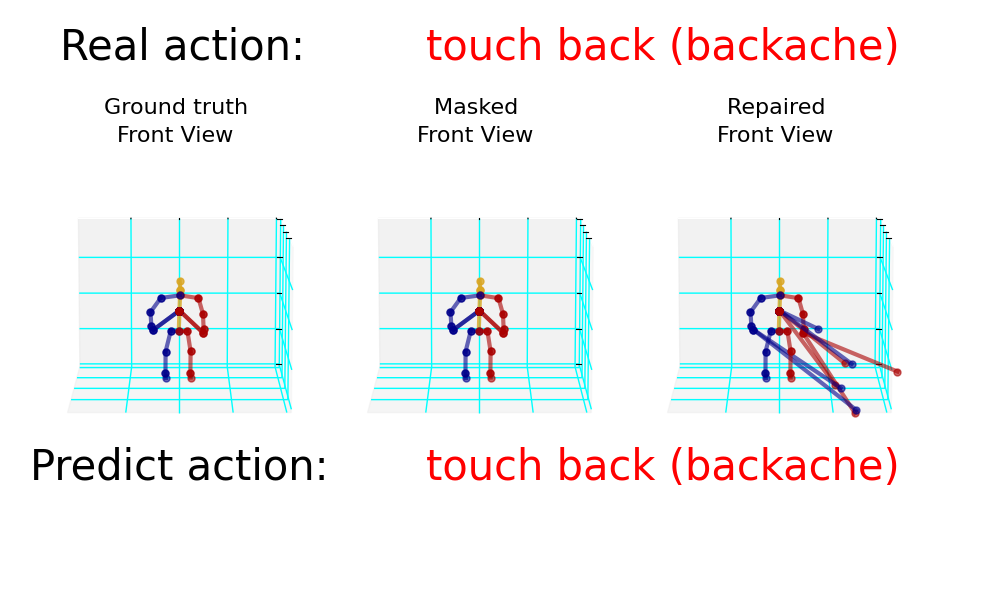 Real action: touch back (backache)
Ground truth Masked Repaired
Front View Front View Front View
Predict action: touch back (backache)